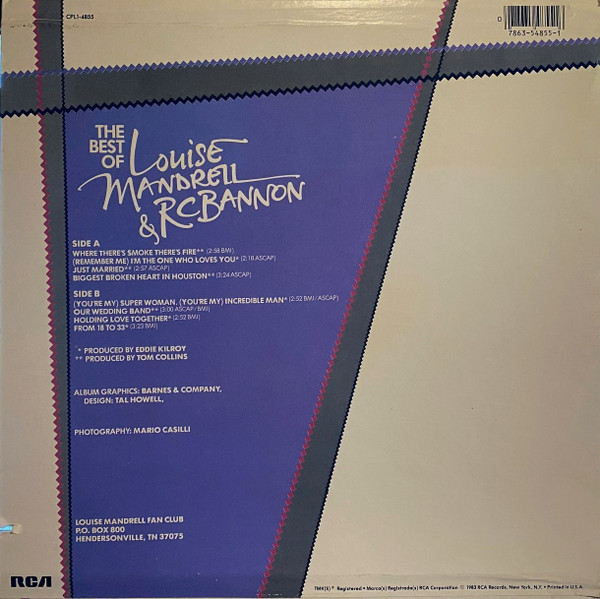 CPL1-4855
0
7863-54855-1
THE
BEST
OF
Louise
MANDRELL
& RC BANNON
SIDE A
WHERE THERE'S SMOKE THERE'S FIRE** (2:58 BMI)
(REMEMBER ME) I'M THE ONE WHO LOVES YOU* (2:18 ASCAP)
JUST MARRIED** (2:57 ASCAP)
BIGGEST BROKEN HEART IN HOUSTON** (3:24 ASCAP)
SIDE B
(YOU'RE MY) SUPER WOMAN, (YOU'RE MY) INCREDIBLE MAN* (2:52 BMI/ASCAP)
OUR WEDDING BAND** (3:00 ASCAP/BMI)
HOLDING LOVE TOGETHER* (2:52 BMI)
FROM 18 TO 33* (3:23 BMI)
* PRODUCED BY EDDIE KILROY
** PRODUCED BY TOM COLLINS
ALBUM GRAPHICS: BARNES & COMPANY,
DESIGN: TAL HOWELL,
PHOTOGRAPHY: MARIO CASILLI
LOUISE MANDRELL FAN CLUB
P.O. BOX 800
HENDERSONVILLE, TN 37075
RCA
TMK(S) ® Registered • Marca(s) Registrada(s) RCA Corporation © 1983 RCA Records, New York, N.Y. • Printed in U.S.A.